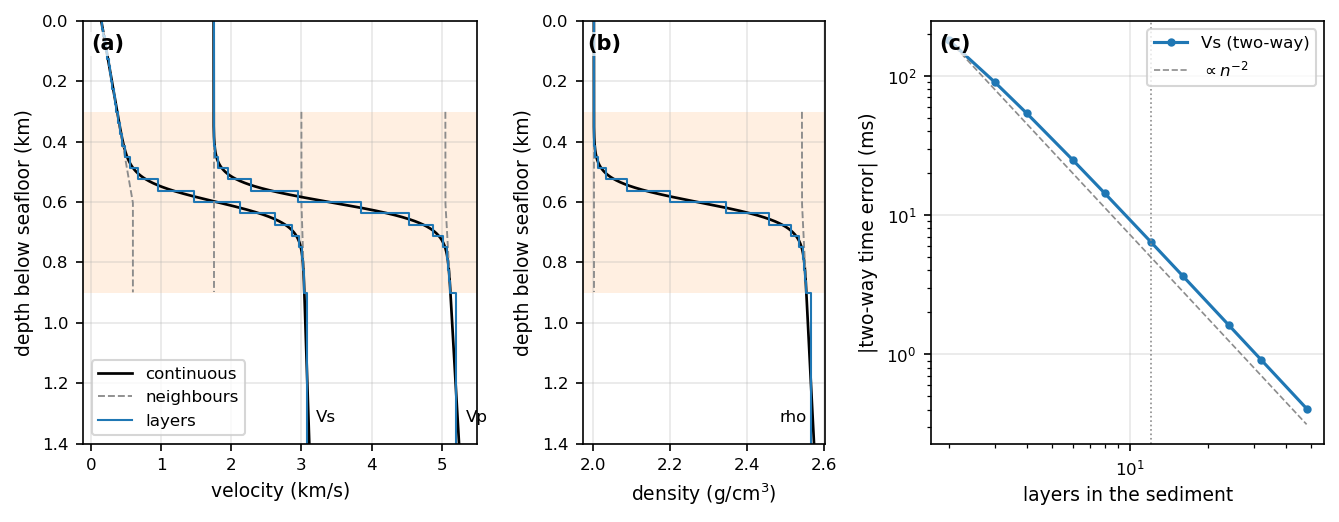 (a)
0.0
0.2
0.4
0.6
0.8
1.0
1.2
1.4
depth below seafloor (km)
continuous
neighbours
layers
Vs
Vp
0
1
2
3
4
5
velocity (km/s)
(b)
0.0
0.2
0.4
0.6
0.8
1.0
1.2
1.4
depth below seafloor (km)
rho
2.0
2.2
2.4
2.6
density (g/cm³)
(c)
Vs (two-way)
∝ n⁻²
10²
10¹
10⁰
|two-way time error| (ms)
10¹
layers in the sediment